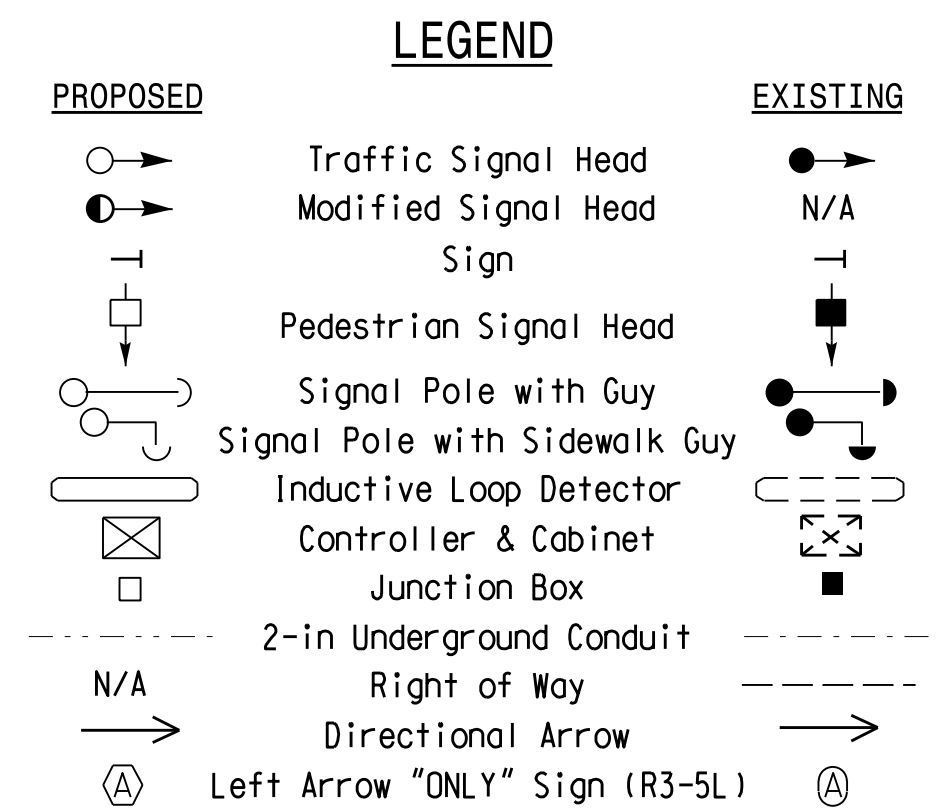 LEGEND
PROPOSED EXISTING
Traffic Signal Head
Modified Signal Head N/A
Sign
Pedestrian Signal Head
Signal Pole with Guy
Signal Pole with Sidewalk Guy
Inductive Loop Detector
Controller & Cabinet
Junction Box
2-in Underground Conduit
N/A Right of Way
Directional Arrow
A Left Arrow "ONLY" Sign (R3-5L) A